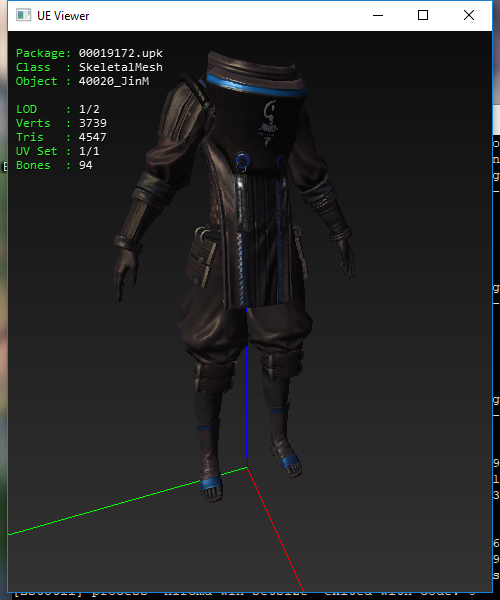 UE Viewer
Package: 00019172.upk
Class : SkeletalMesh
Object : 40020_JinM
LOD : 1/2
Verts : 3739
Tris : 4547
UV Set : 1/1
Bones : 94